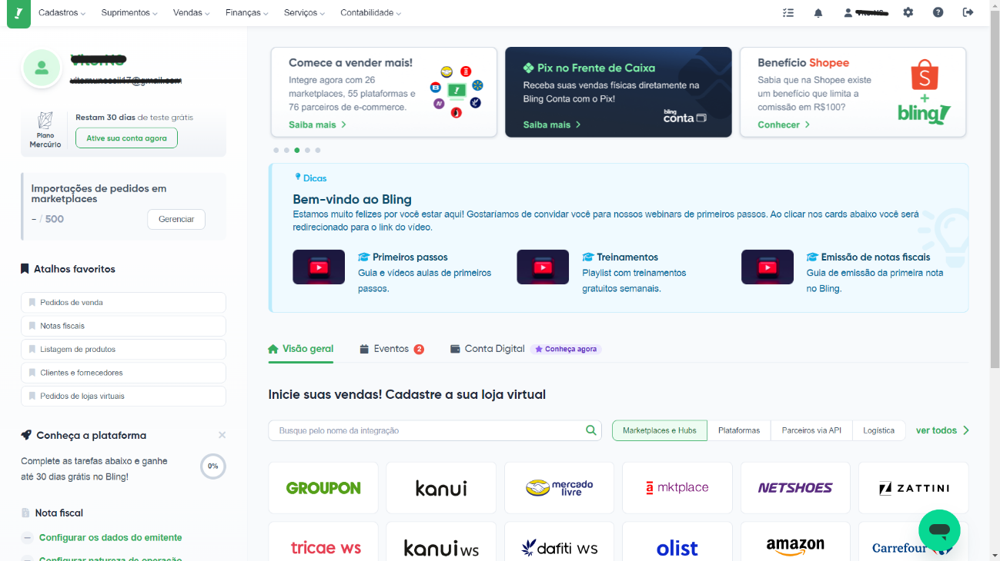 Cadastros
Suprimentos
Vendas
Finanças
Serviços
Contabilidade
Restam 30 dias de teste grátis
Plano
Mercúrio
Ative sua conta agora
Importações de pedidos em
marketplaces
- / 500
Gerenciar
Atalhos favoritos
Pedidos de venda
Notas fiscais
Listagem de produtos
Clientes e fornecedores
Pedidos de lojas virtuais
Conheça a plataforma
Complete as tarefas abaixo e ganhe
até 30 dias grátis no Bling!
0%
Nota fiscal
Configurar os dados do emitente
Configurar natureza de operação
Comece a vender mais!
Integre agora com 26
marketplaces, 55 plataformas e
76 parceiros de e-commerce.
Saiba mais
Pix no Frente de Caixa
Receba suas vendas físicas diretamente na
Bling Conta com o Pix!
Saiba mais
bling
conta
Benefício Shopee
Sabia que na Shopee existe
um benefício que limita a
comissão em R$100?
Conhecer
S
+
bling!
Dicas
Bem-vindo ao Bling
Estamos muito felizes por você estar aqui! Gostaríamos de convidar você para nossos webinars de primeiros passos. Ao clicar nos cards abaixo você será
redirecionado para o link do vídeo.
Primeiros passos
Guia e vídeos aulas de primeiros
passos.
Treinamentos
Playlist com treinamentos
gratuitos semanais.
Emissão de notas fiscais
Guia de emissão da primeira nota
no Bling.
Visão geral
Eventos 2
Conta Digital
Conheça agora
Inicie suas vendas! Cadastre a sua loja virtual
Busque pelo nome da integração
Marketplaces e Hubs
Plataformas
Parceiros via API
Logística
ver todos
GROUPON
kanui
mercado
livre
a mktplace
NETSHOES
ZATTINI
tricae ws
kanui ws
dafiti ws
olist
amazon
Carrefour